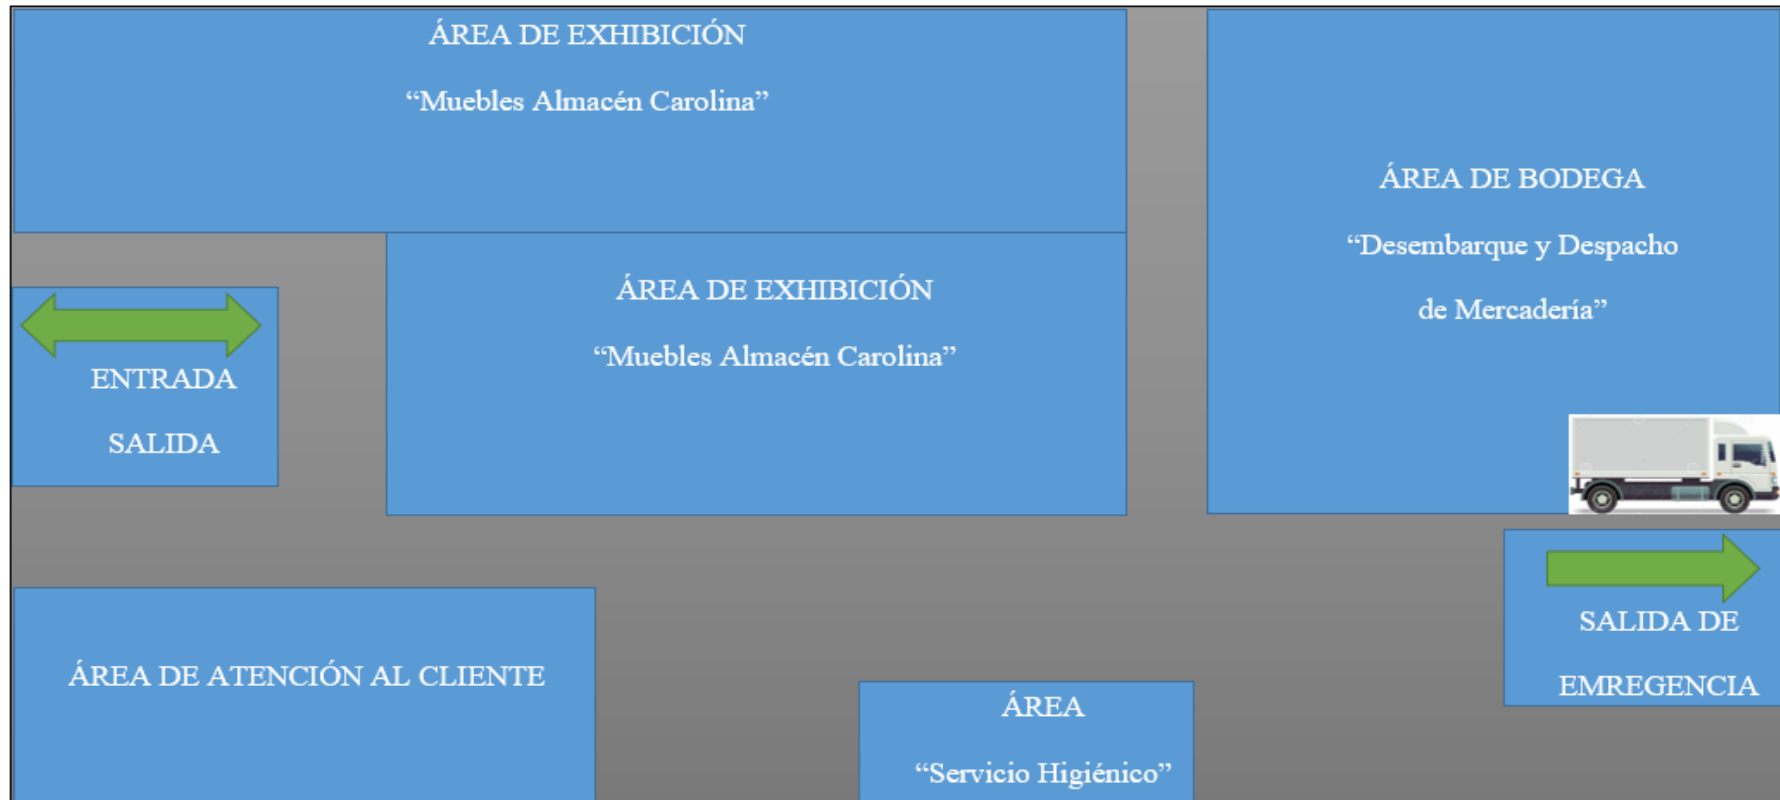 ÁREA DE EXHIBICIÓN
“Muebles Almacén Carolina”
ÁREA DE EXHIBICIÓN
“Muebles Almacén Carolina”
ÁREA DE BODEGA
“Desembarque y Despacho
de Mercadería”
ENTRADA
SALIDA
SALIDA DE
EMREGENCIA
ÁREA DE ATENCIÓN AL CLIENTE
ÁREA
“Servicio Higiénico”